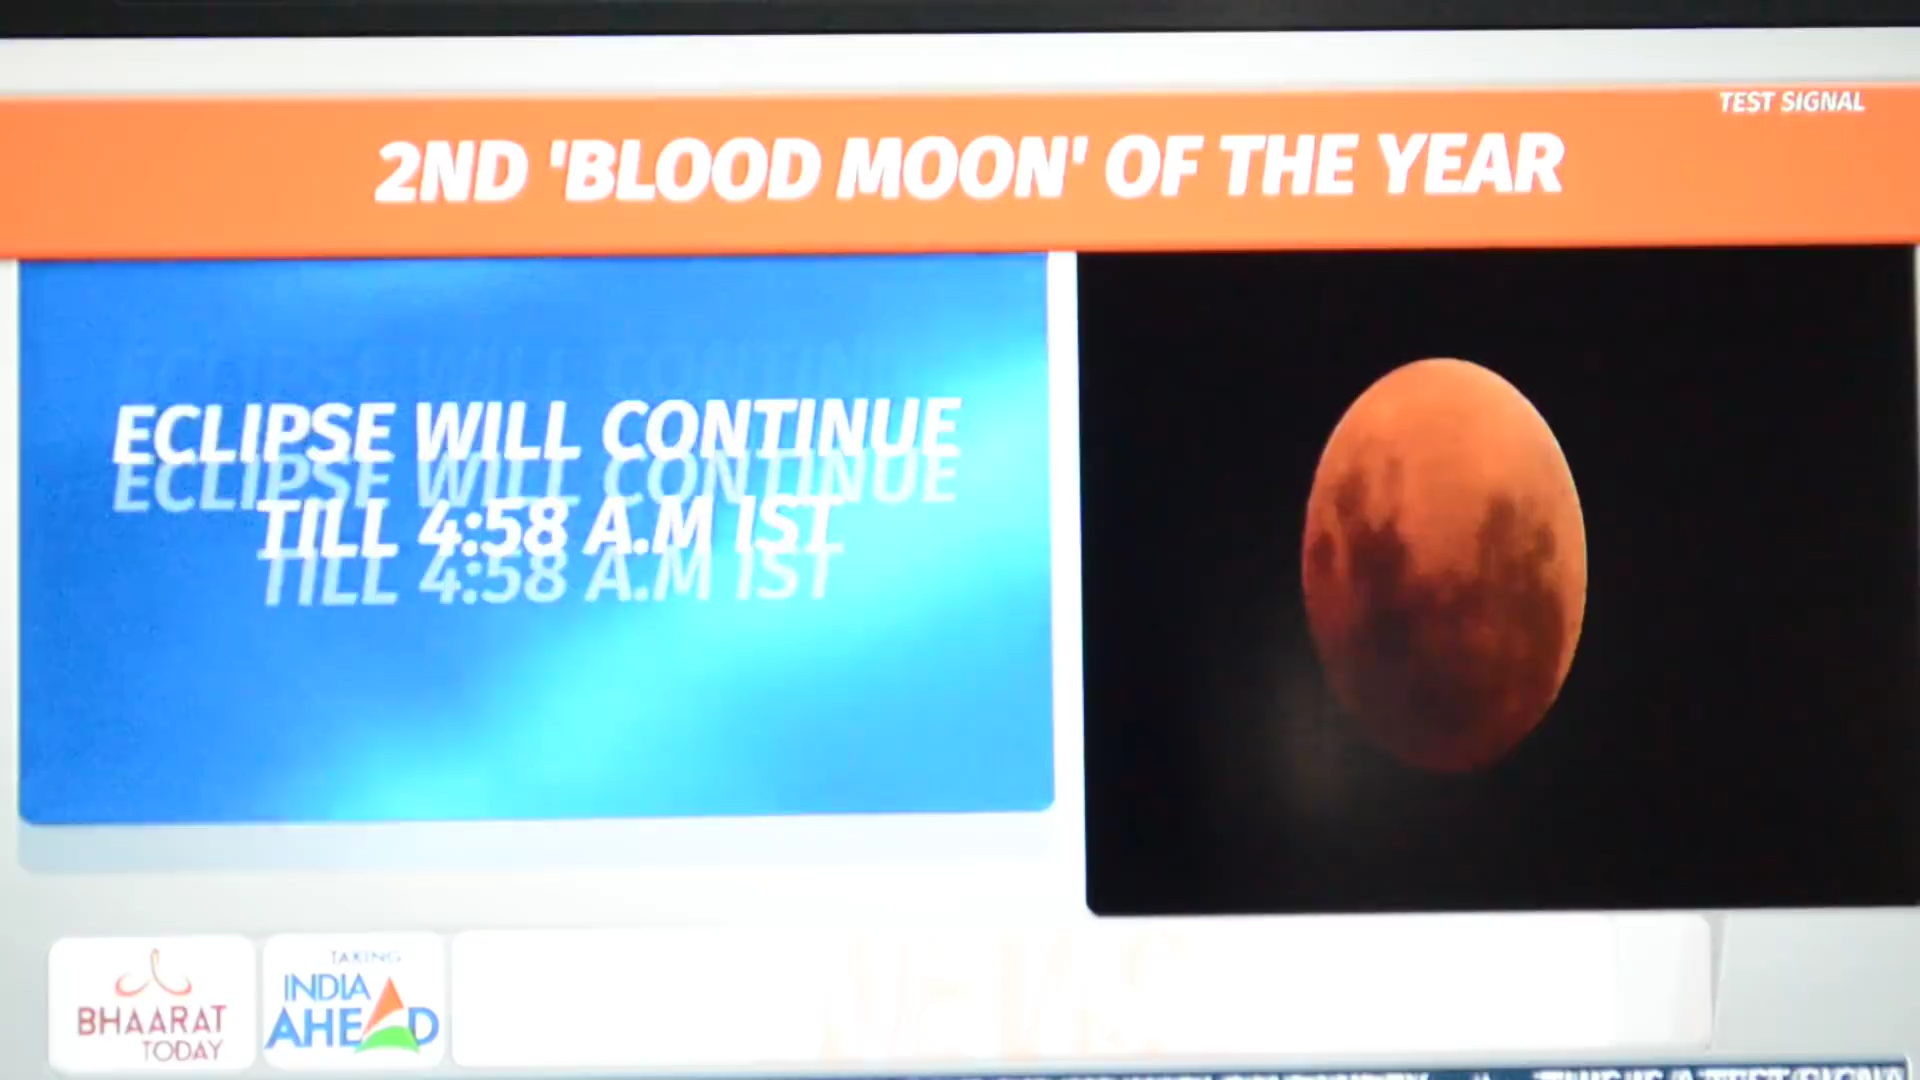 TEST SIGNAL
2ND 'BLOOD MOON' OF THE YEAR
ECLIPSE WILL CONTINUE
TILL 4:58 A.M IST
BHAARAT
TODAY
TAKING
INDIA
AHEAD
NEWS